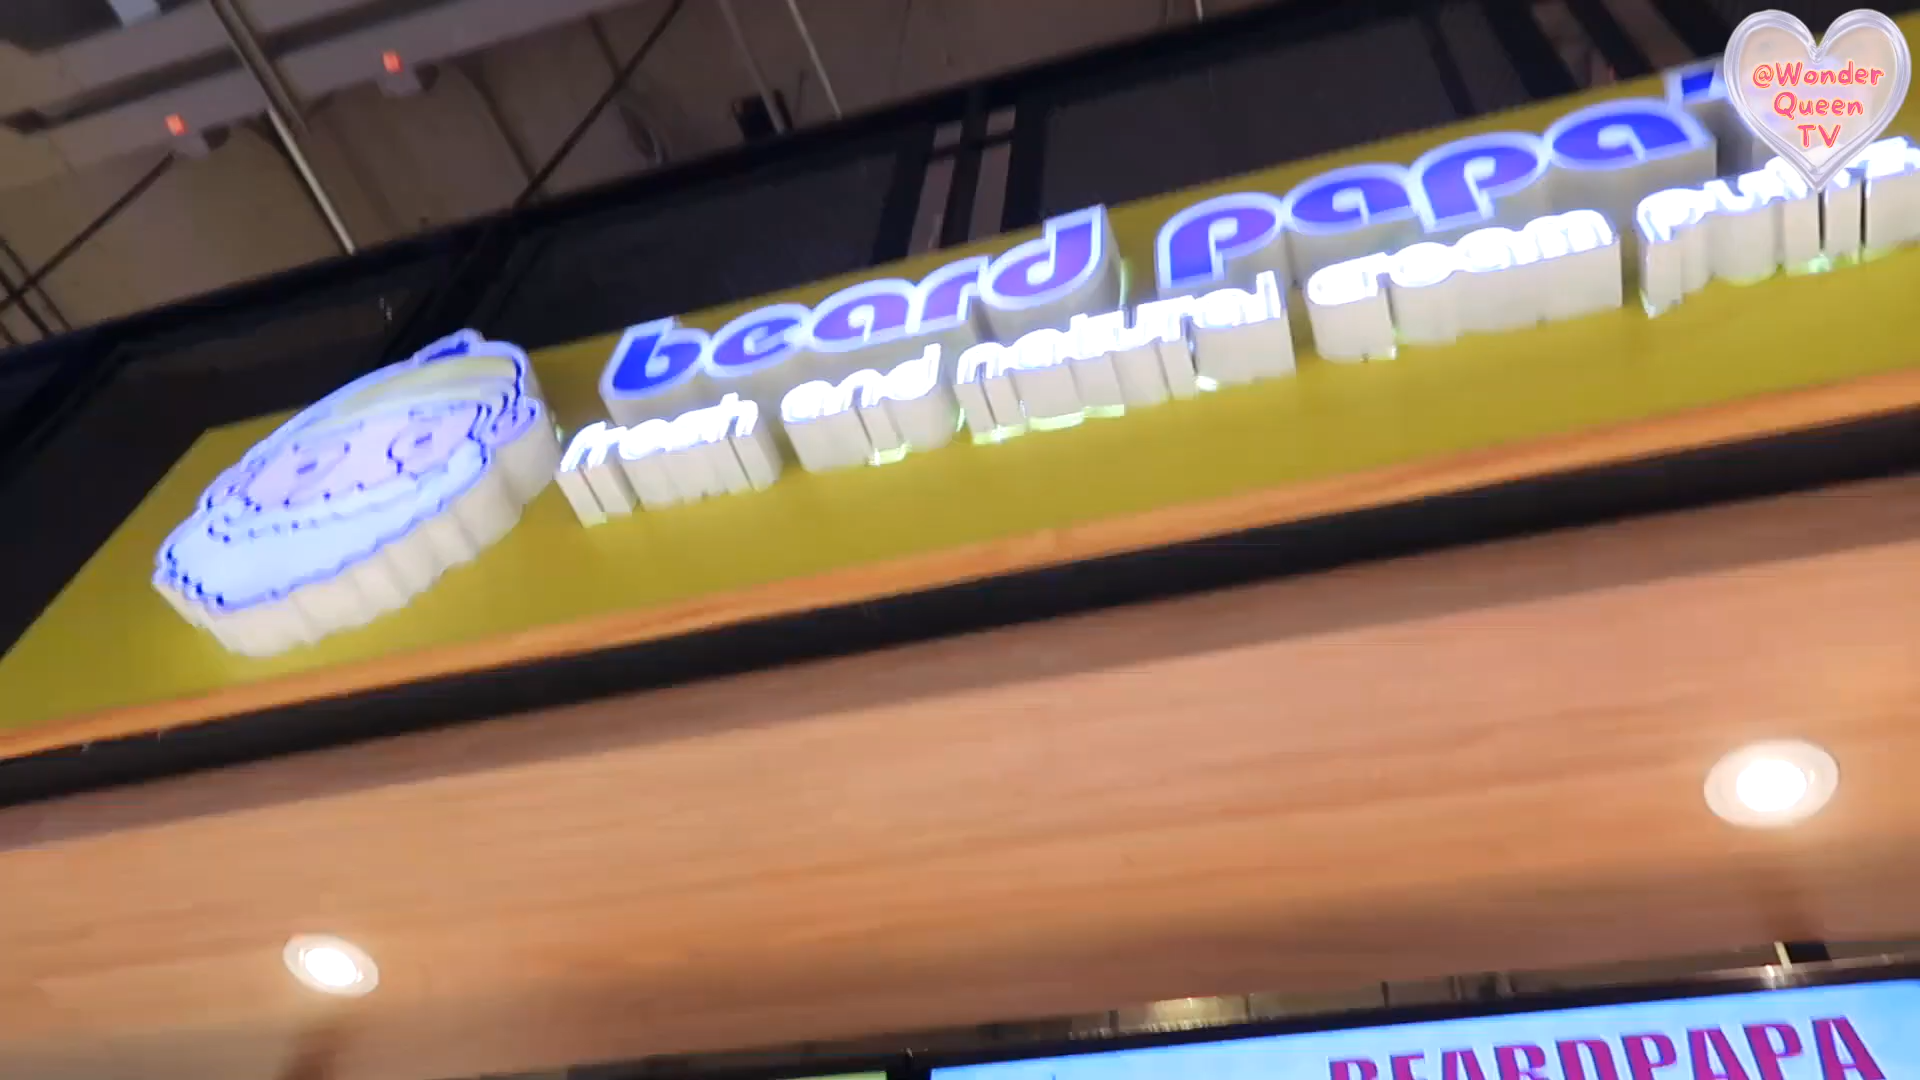 @Wonder
Queen
TV
beard papa'
fresh and natural cream puffs
BEARDPAPA